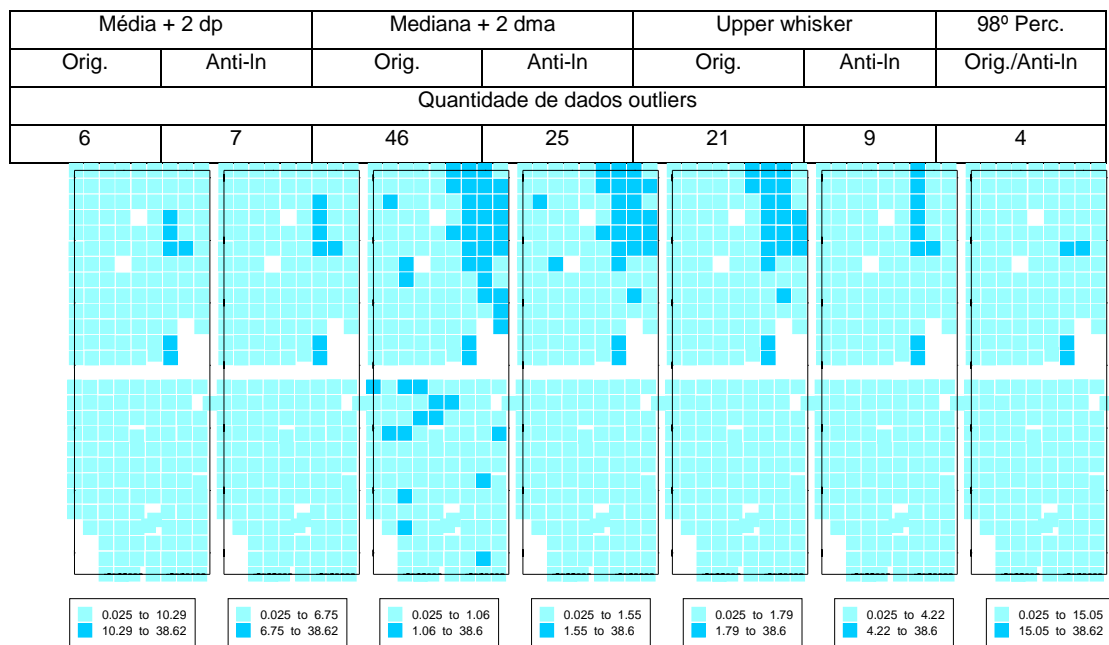 Média + 2 dp Mediana + 2 dma Upper whisker 98º Perc.
Orig. Anti-ln Orig. Anti-ln Orig. Anti-ln Orig./Anti-ln
Quantidade de dados outliers
6 7 46 25 21 9 4
0.025 to 10.29 0.025 to 6.75 0.025 to 1.06 0.025 to 1.55 0.025 to 1.79 0.025 to 4.22 0.025 to 15.05
10.29 to 38.62 6.75 to 38.62 1.06 to 38.6 1.55 to 38.6 1.79 to 38.6 4.22 to 38.6 15.05 to 38.62